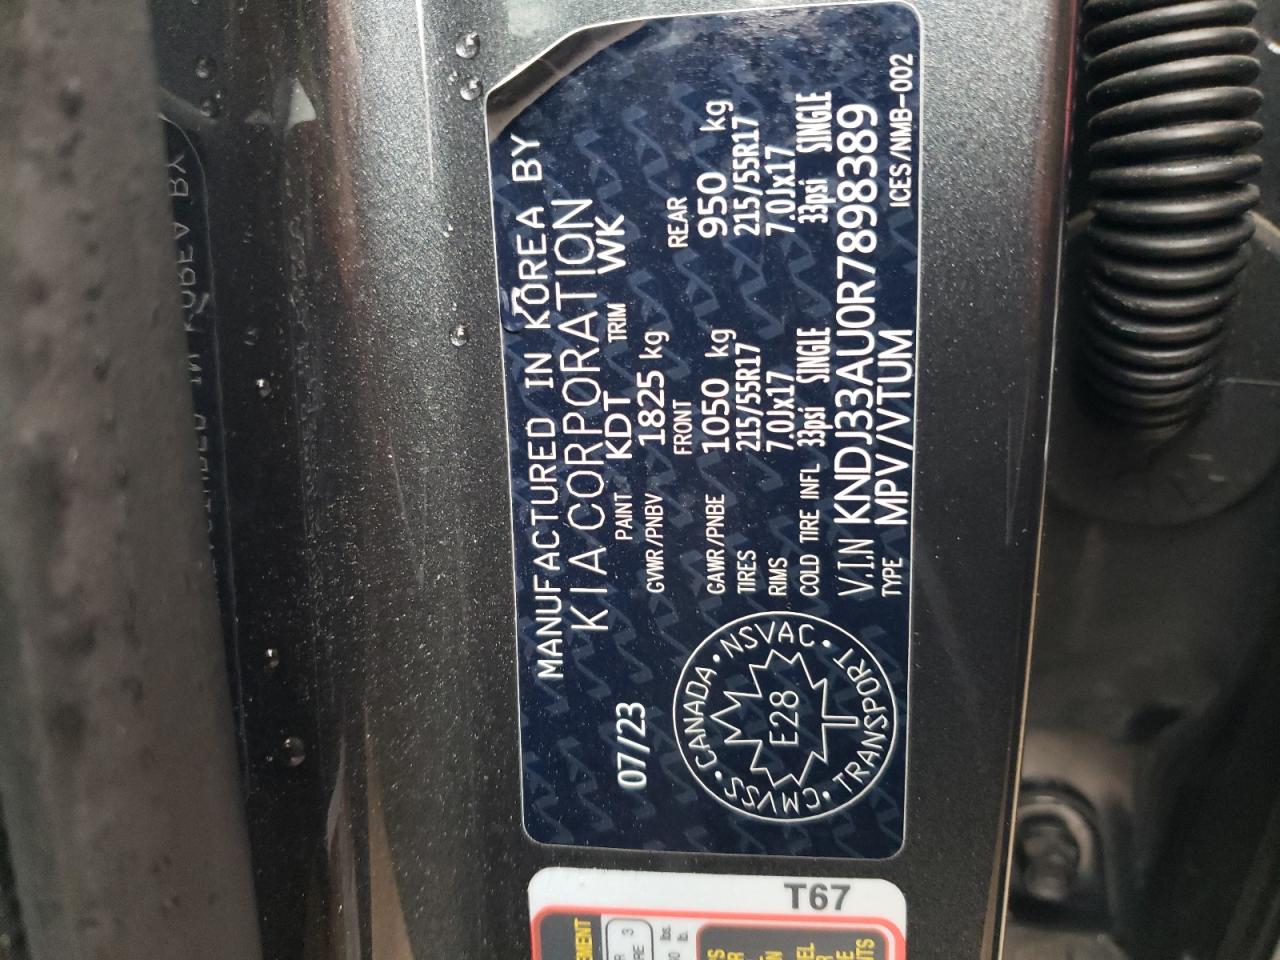 MANUFACTURED IN KOREA BY
KIA CORPORATION
07/23 PAINT KDT TRIM WK
GVWR/PNBV 1825 kg
FRONT REAR
GAWR/PNBE 1050 kg 950 kg
TIRES 215/55R17 215/55R17
RIMS 7.0Jx17 7.0Jx17
COLD TIRE INFL 33psi SINGLE 33psi SINGLE
V.I.N KNDJ33AU0R7898389
TYPE MPV/VTUM ICES/NMB-002
CANADA • NSVAC • TRANSPORT • CMVSS •
E28
T67